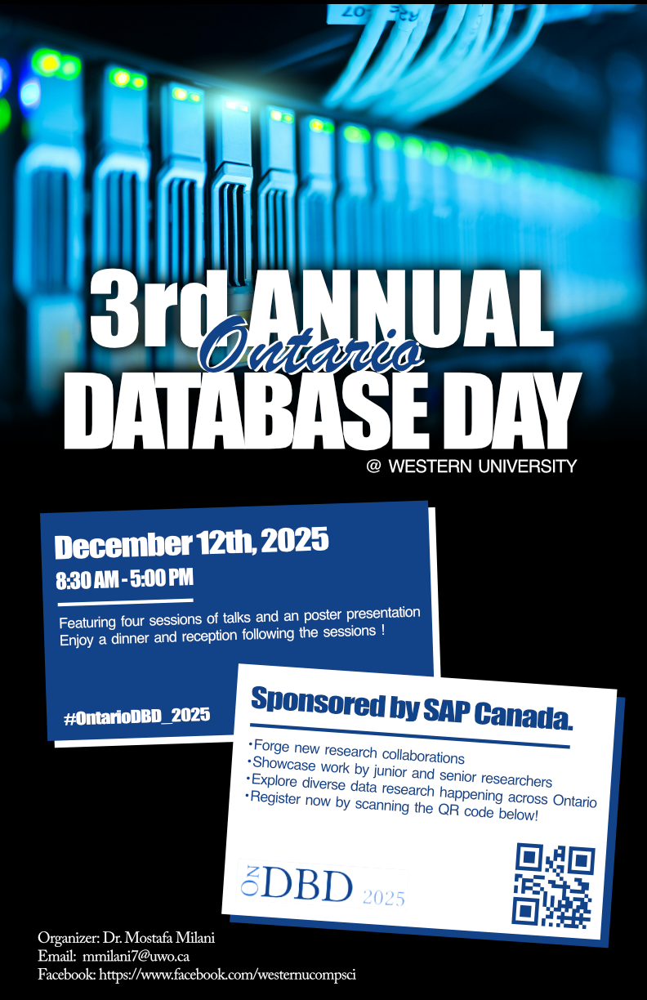 3rd ANNUAL
Ontario
DATABASE DAY
@ WESTERN UNIVERSITY
December 12th, 2025
8:30 AM - 5:00 PM
Featuring four sessions of talks and an poster presentation
Enjoy a dinner and reception following the sessions !
#OntarioDBD_2025
Sponsored by SAP Canada.
•Forge new research collaborations
•Showcase work by junior and senior researchers
•Explore diverse data research happening across Ontario
•Register now by scanning the QR code below!
ON DBD 2025
Organizer: Dr. Mostafa Milani
Email: mmilani7@uwo.ca
Facebook: https://www.facebook.com/westernucompsci